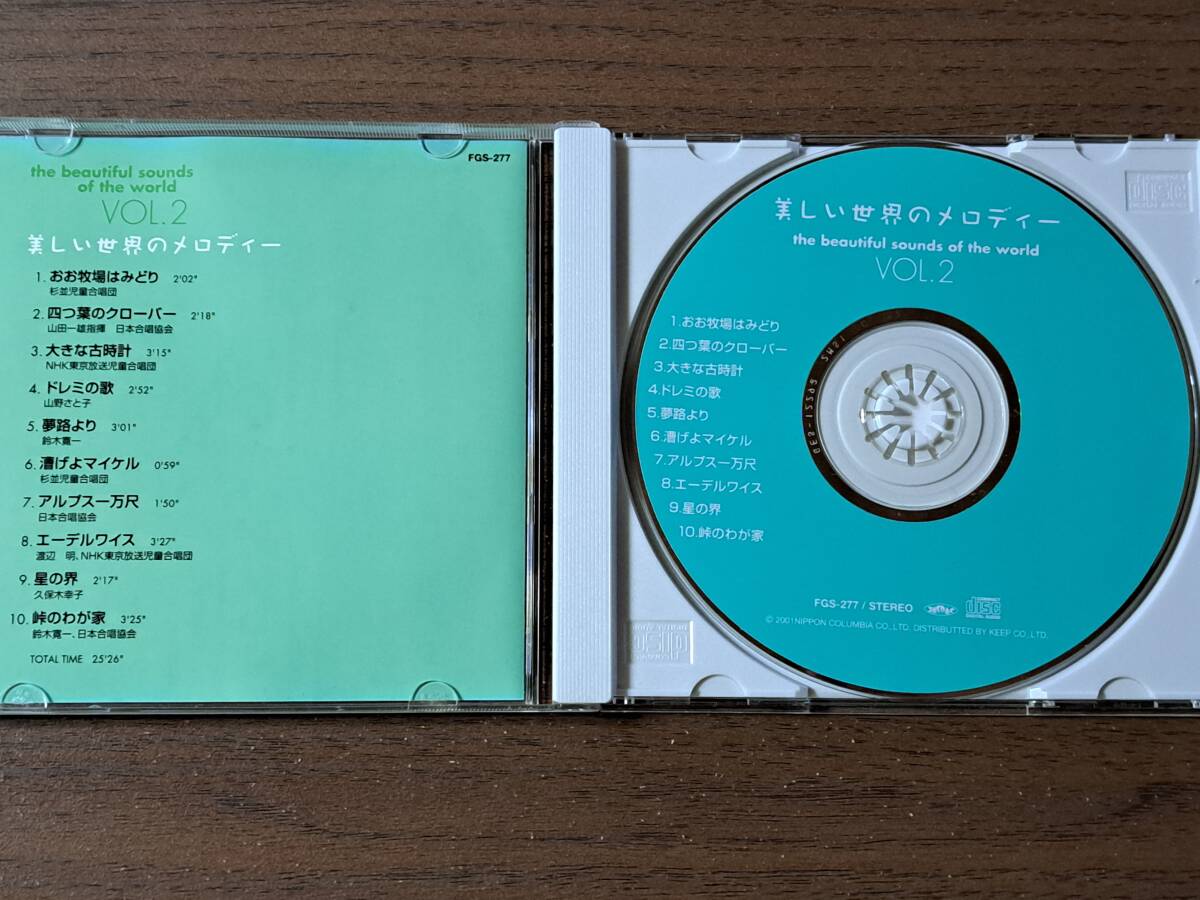 FGS-277
the beautiful sounds
of the world
VOL.2
美しい世界のメロディー
1. おお牧場はみどり 2'02"
杉並児童合唱団
2. 四つ葉のクローバー 2'18"
山田一雄指揮 日本合唱協会
3. 大きな古時計 3'15"
NHK東京放送児童合唱団
4. ドレミの歌 2'52"
山野さと子
5. 夢路より 3'01"
鈴木寛一
6. 漕げよマイケル 0'59"
杉並児童合唱団
7. アルプス一万尺 1'50"
日本合唱協会
8. エーデルワイス 3'27"
渡辺 明、NHK東京放送児童合唱団
9. 星の界 2'17"
久保木幸子
10. 峠のわが家 3'25"
鈴木寛一、日本合唱協会
TOTAL TIME 25'26"
美しい世界のメロディー
the beautiful sounds of the world
VOL.2
1.おお牧場はみどり
2.四つ葉のクローバー
3.大きな古時計
4.ドレミの歌
5.夢路より
6.漕げよマイケル
7.アルプス一万尺
8.エーデルワイス
9.星の界
10.峠のわが家
FGS-277 / STEREO
COMPACT
disc
DIGITAL AUDIO
© 2001 NIPPON COLUMBIA CO., LTD. DISTRIBUTTED BY KEEP CO., LTD.